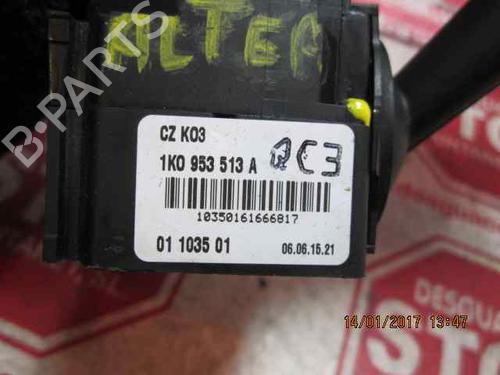 ALTEA
B-PARTS
CZ K03
1K0 953 513 A
QC3
10350161666817
01 1035 01
06.06.15.21
DESGUA
STO
14/01/2017 13:47